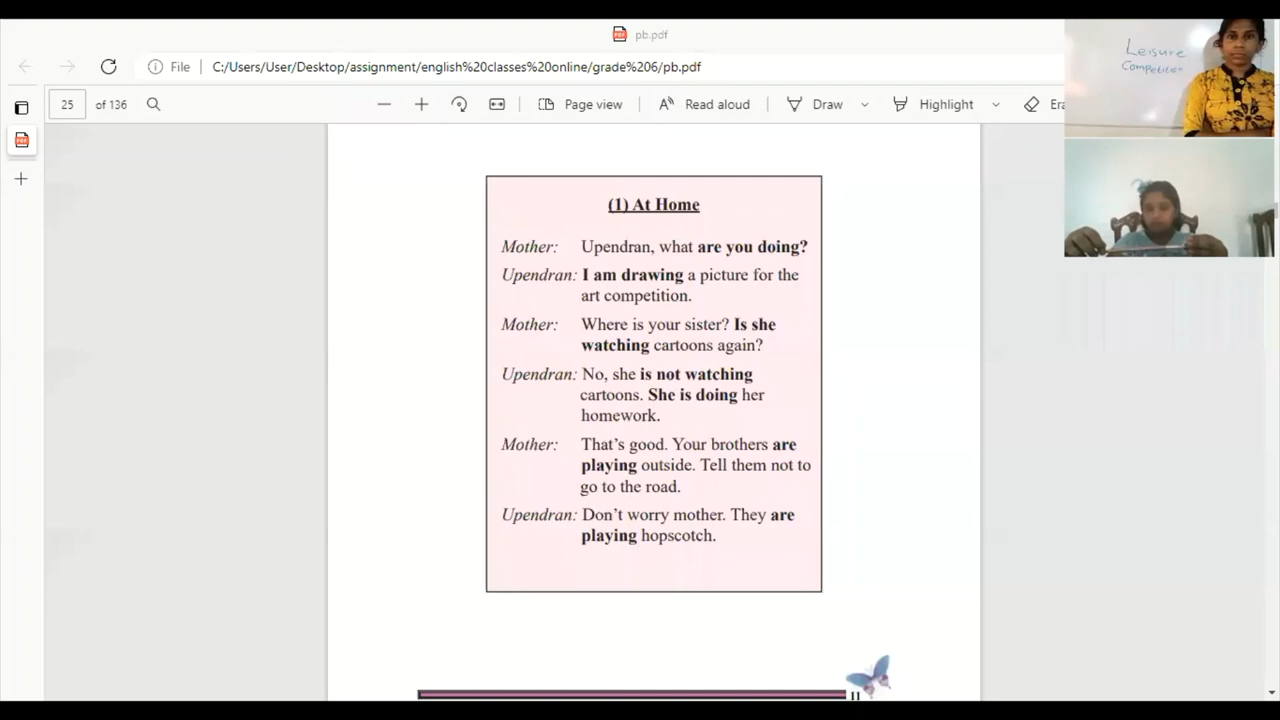 pb.pdf
File C:/Users/User/Desktop/assignment/english%20classes%20online/grade%206/pb.pdf
25 of 136 Page view Read aloud Draw Highlight Era
Leisure
Competition
(1) At Home
Mother: Upendran, what are you doing?
Upendran: I am drawing a picture for the
art competition.
Mother: Where is your sister? Is she
watching cartoons again?
Upendran: No, she is not watching
cartoons. She is doing her
homework.
Mother: That's good. Your brothers are
playing outside. Tell them not to
go to the road.
Upendran: Don't worry mother. They are
playing hopscotch.
11